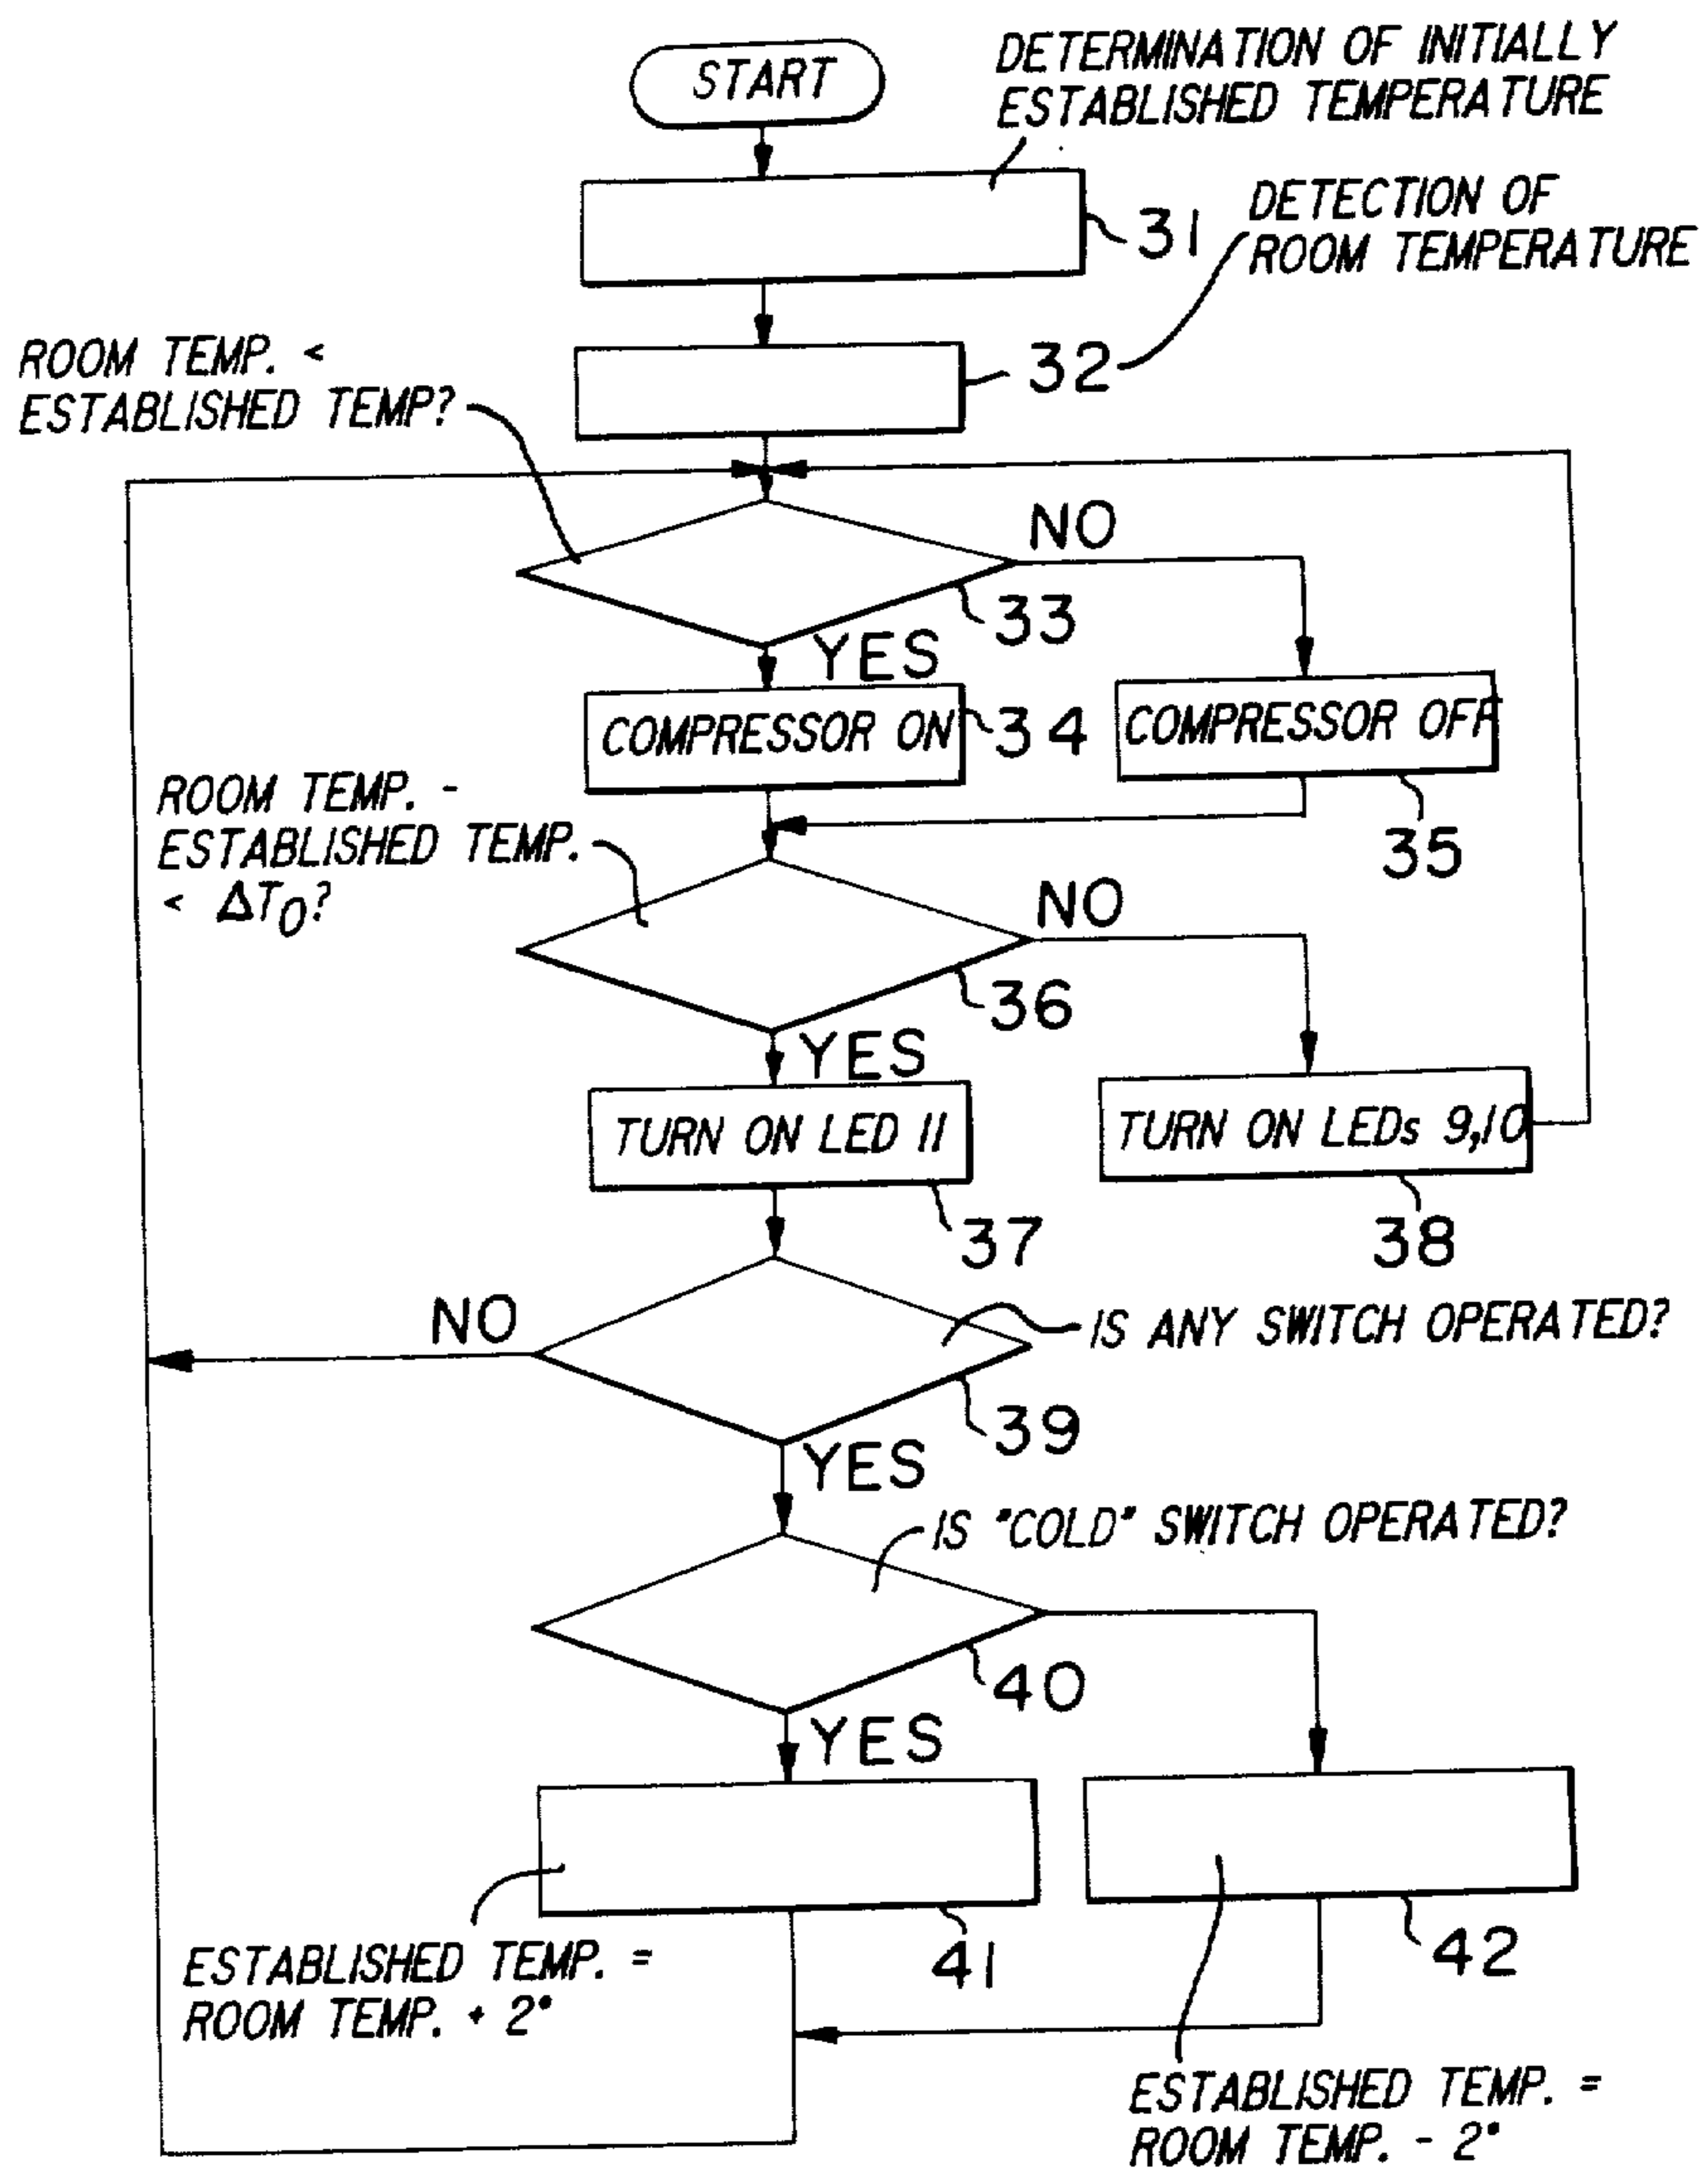 START
DETERMINATION OF INITIALLY
ESTABLISHED TEMPERATURE
31
DETECTION OF
ROOM TEMPERATURE
32
ROOM TEMP. <
ESTABLISHED TEMP?
NO
33
YES
COMPRESSOR ON
34
COMPRESSOR OFF
35
ROOM TEMP. -
ESTABLISHED TEMP.
< ΔT0?
NO
36
YES
TURN ON LED 11
37
TURN ON LEDs 9,10
38
NO
IS ANY SWITCH OPERATED?
39
YES
IS "COLD" SWITCH OPERATED?
40
YES
41
42
ESTABLISHED TEMP. =
ROOM TEMP. + 2°
ESTABLISHED TEMP. =
ROOM TEMP. - 2°